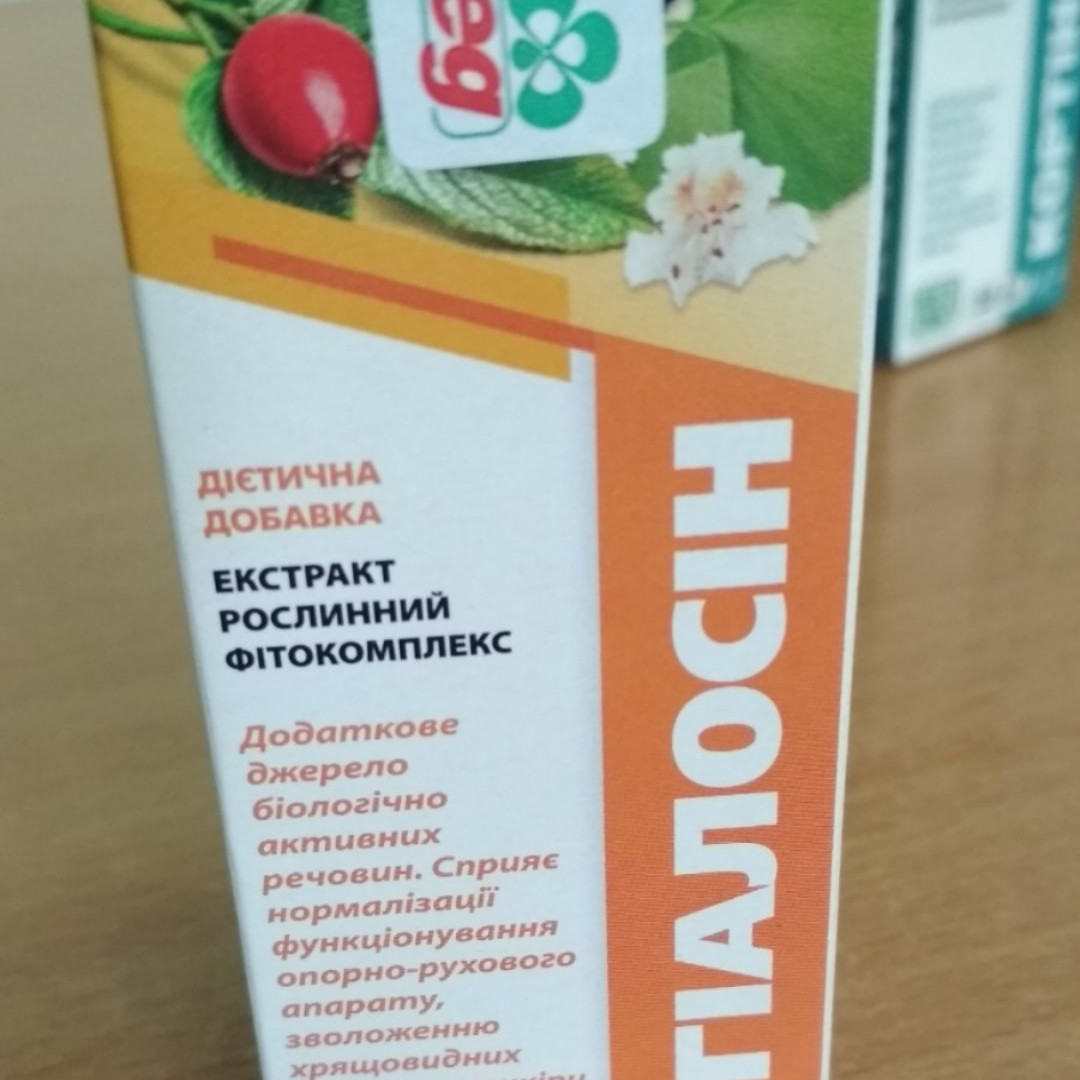 eg
ДІЄТИЧНА
ДОБАВКА
ЕКСТРАКТ
РОСЛИННИЙ
ФІТОКОМПЛЕКС
Додаткове
джерело
біологічно
активних
речовин. Сприяє
нормалізації
функціонування
опорно-рухового
апарату,
зволоженню
хрящовидних
ГІАЛОСІН